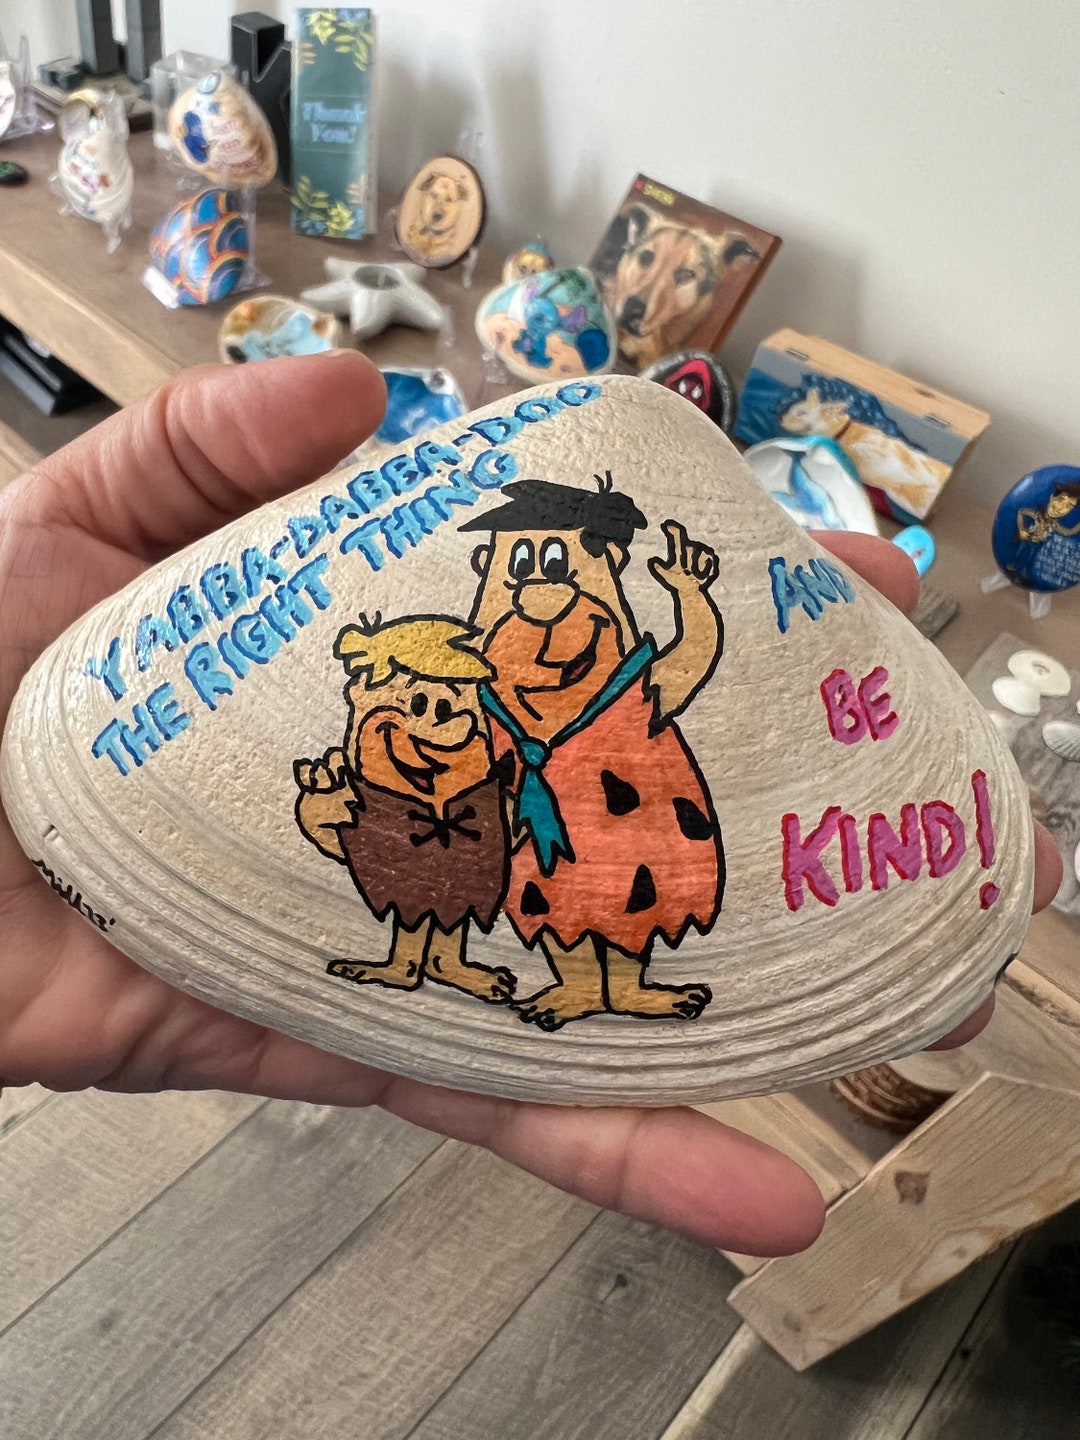 YABBA-DABBA-DOO
THE RIGHT THING
AND
BE
KIND!
Thank
You!